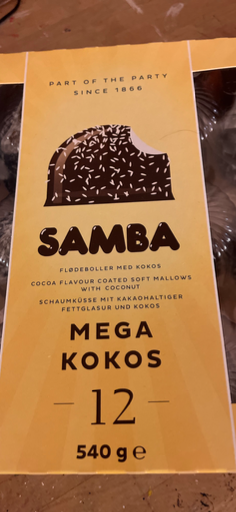 PART OF THE PARTY
SINCE 1866
SAMBA
FLØDEBOLLER MED KOKOS
COCOA FLAVOUR COATED SOFT MALLOWS
WITH COCONUT
SCHAUMKÜSSE MIT KAKAOHALTIGER
FETTGLASUR UND KOKOS
MEGA
KOKOS
12
540 g e